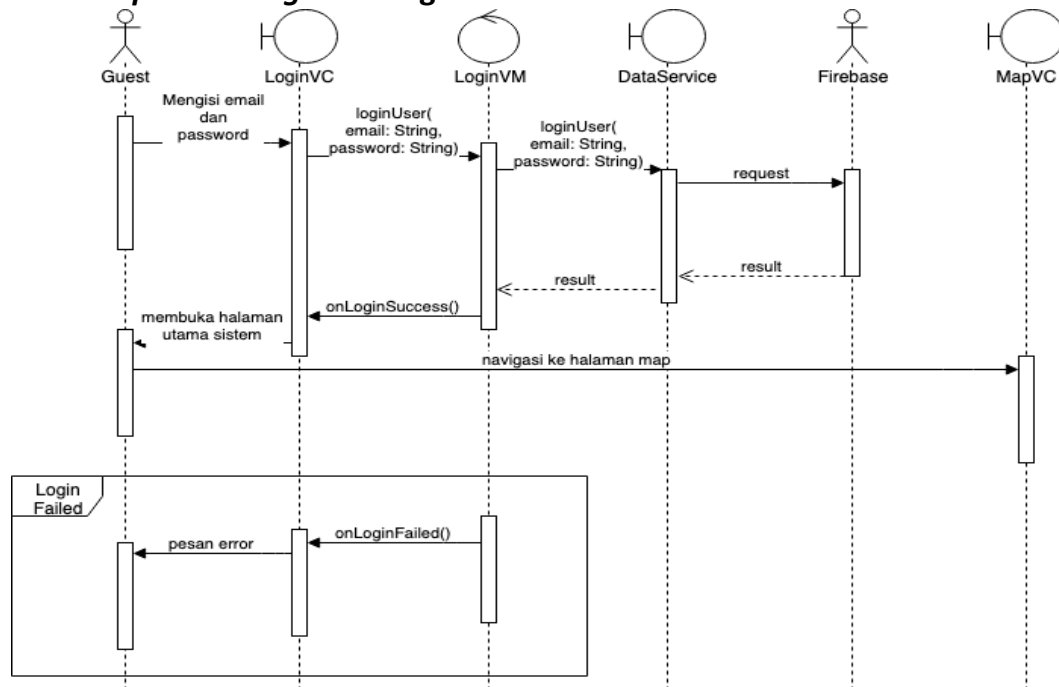 Guest
LoginVC
LoginVM
DataService
Firebase
MapVC
Mengisi email
dan
password
loginUser(
email: String,
password: String)
loginUser(
email: String,
password: String)
request
result
result
onLoginSuccess()
membuka halaman
utama sistem
navigasi ke halaman map
Login
Failed
onLoginFailed()
pesan error